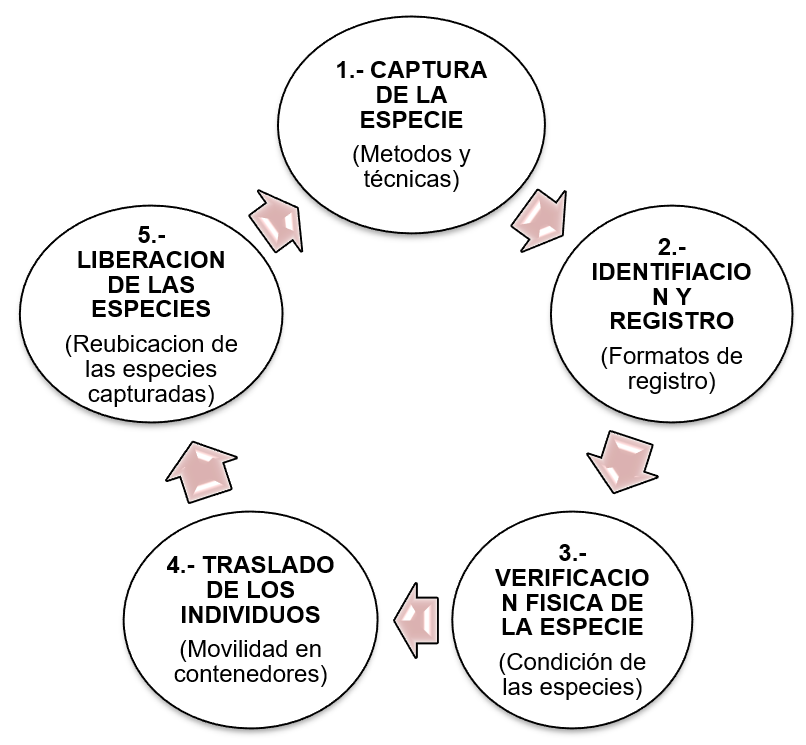 1.- CAPTURA
DE LA
ESPECIE
(Metodos y
técnicas)
2.-
IDENTIFIACIO
N Y
REGISTRO
(Formatos de
registro)
3.-
VERIFICACIO
N FISICA DE
LA ESPECIE
(Condición de
las especies)
4.- TRASLADO
DE LOS
INDIVIDUOS
(Movilidad en
contenedores)
5.-
LIBERACION
DE LAS
ESPECIES
(Reubicacion de
las especies
capturadas)